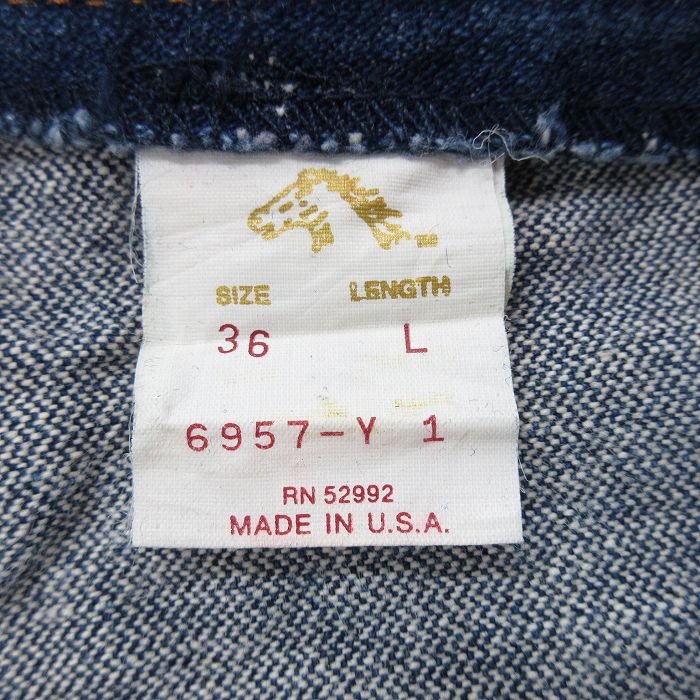 SIZE LENGTH
36 L
6957-Y 1
RN 52992
MADE IN U.S.A.